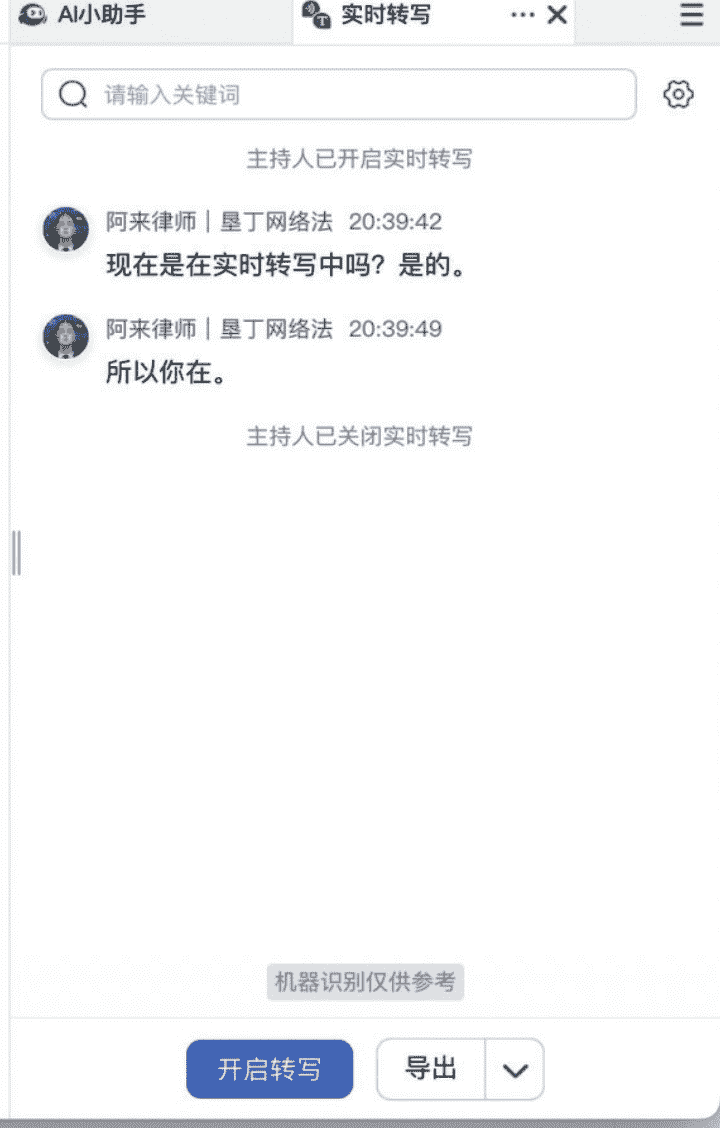 AI小助手 实时转写 ···
请输入关键词
主持人已开启实时转写
阿来律师｜垦丁网络法 20:39:42
现在是在实时转写中吗？是的。
阿来律师｜垦丁网络法 20:39:49
所以你在。
主持人已关闭实时转写
机器识别仅供参考
开启转写 导出